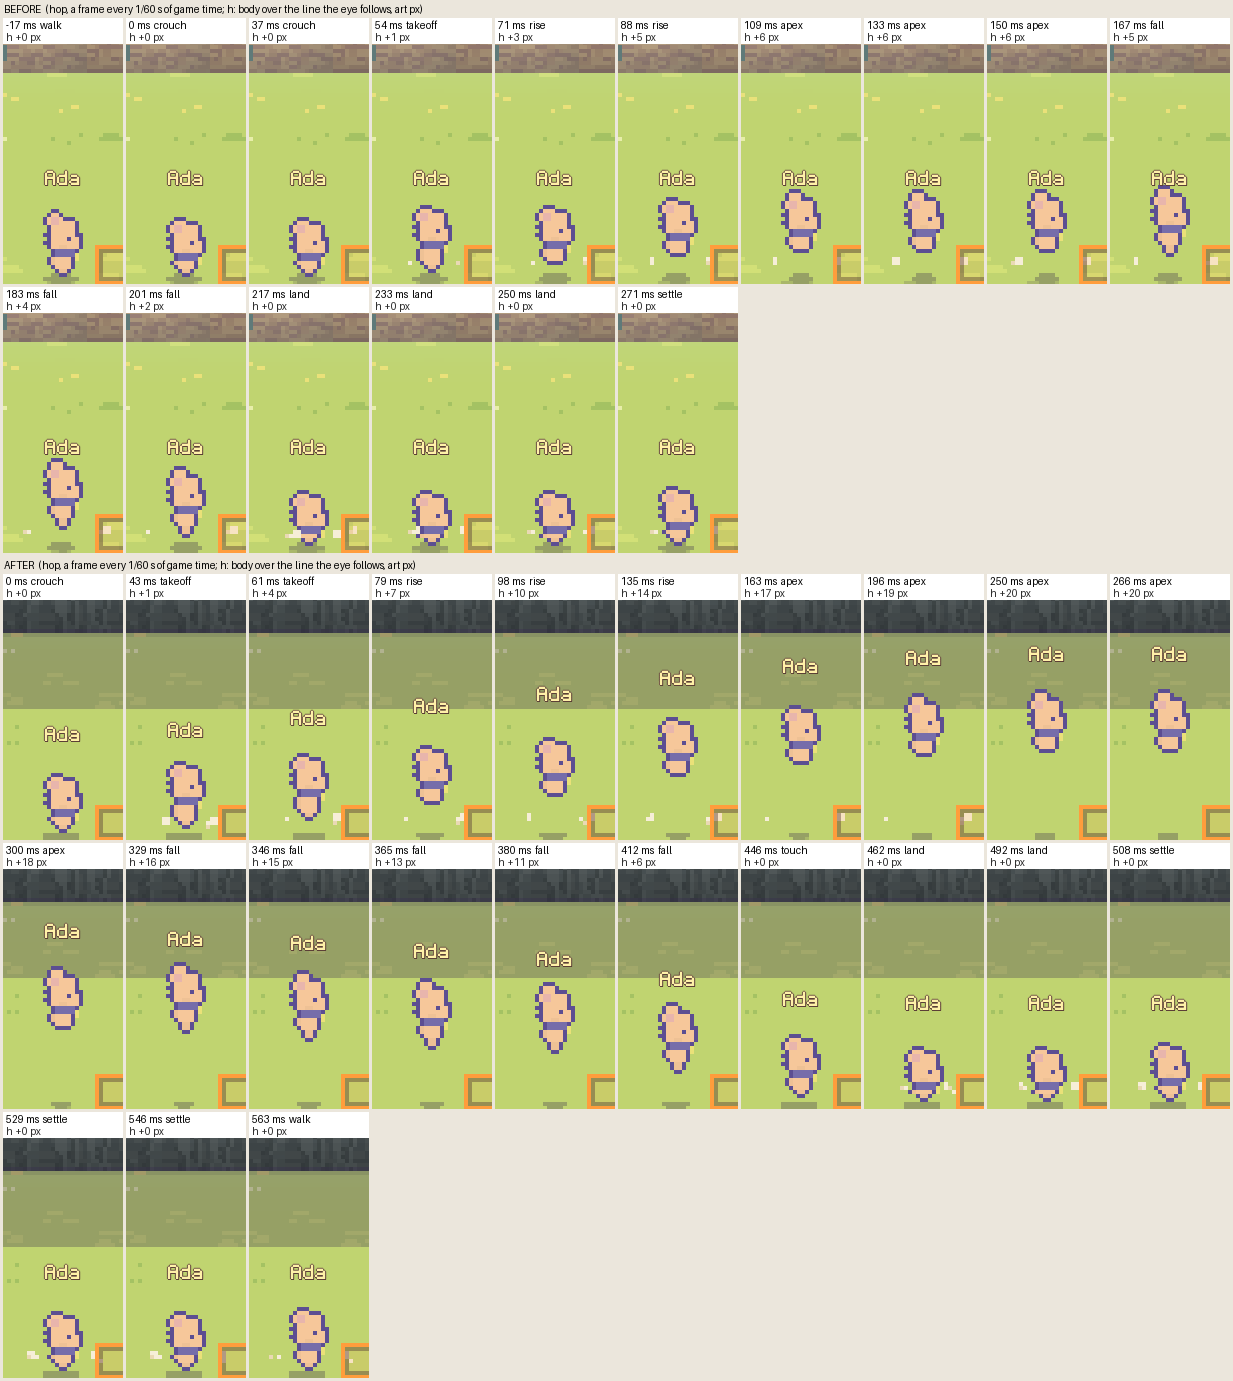 BEFORE (hop, a frame every 1/60 s of game time; h: body over the line the eye follows, art px)
-17 ms walk
h +0 px
0 ms crouch
h +0 px
37 ms crouch
h +0 px
54 ms takeoff
h +1 px
71 ms rise
h +3 px
88 ms rise
h +5 px
109 ms apex
h +6 px
133 ms apex
h +6 px
150 ms apex
h +6 px
167 ms fall
h +5 px
Ada
Ada
Ada
Ada
Ada
Ada
Ada
Ada
Ada
Ada
183 ms fall
h +4 px
201 ms fall
h +2 px
217 ms land
h +0 px
233 ms land
h +0 px
250 ms land
h +0 px
271 ms settle
h +0 px
Ada
Ada
Ada
Ada
Ada
Ada
AFTER (hop, a frame every 1/60 s of game time; h: body over the line the eye follows, art px)
0 ms crouch
h +0 px
43 ms takeoff
h +1 px
61 ms takeoff
h +4 px
79 ms rise
h +7 px
98 ms rise
h +10 px
135 ms rise
h +14 px
163 ms apex
h +17 px
196 ms apex
h +19 px
250 ms apex
h +20 px
266 ms apex
h +20 px
Ada
Ada
Ada
Ada
Ada
Ada
Ada
Ada
Ada
Ada
300 ms apex
h +18 px
329 ms fall
h +16 px
346 ms fall
h +15 px
365 ms fall
h +13 px
380 ms fall
h +11 px
412 ms fall
h +6 px
446 ms touch
h +0 px
462 ms land
h +0 px
492 ms land
h +0 px
508 ms settle
h +0 px
Ada
Ada
Ada
Ada
Ada
Ada
Ada
Ada
Ada
Ada
529 ms settle
h +0 px
546 ms settle
h +0 px
563 ms walk
h +0 px
Ada
Ada
Ada